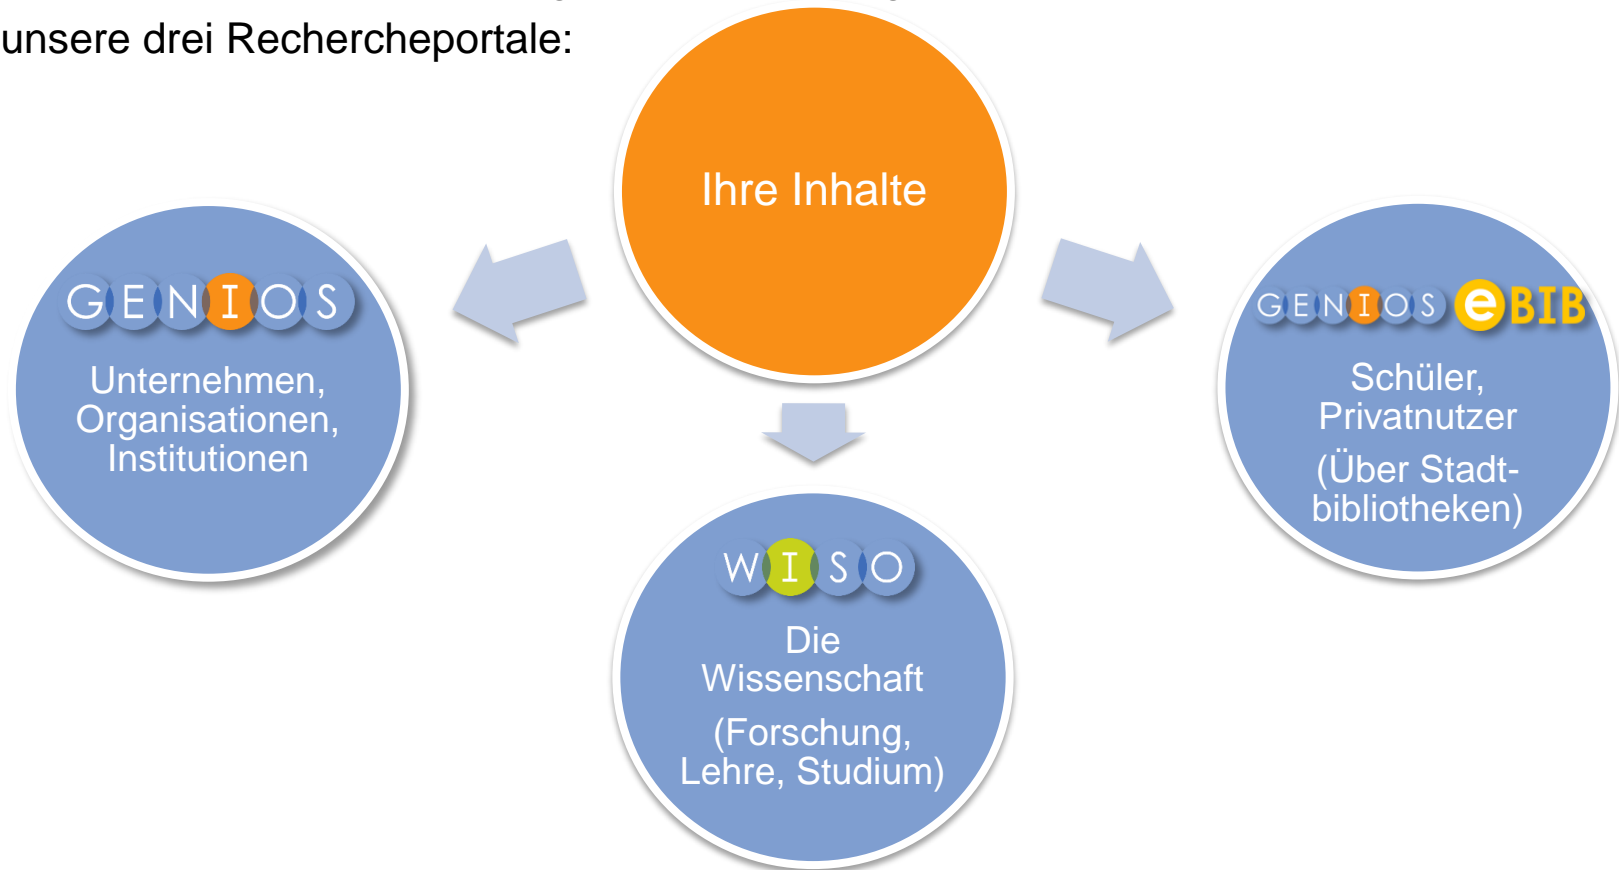 unsere drei Rechercheportale:
Ihre Inhalte
GENIOS
Unternehmen,
Organisationen,
Institutionen
WISO
Die
Wissenschaft
(Forschung,
Lehre, Studium)
GENIOS eBIB
Schüler,
Privatnutzer
(Über Stadt-
bibliotheken)